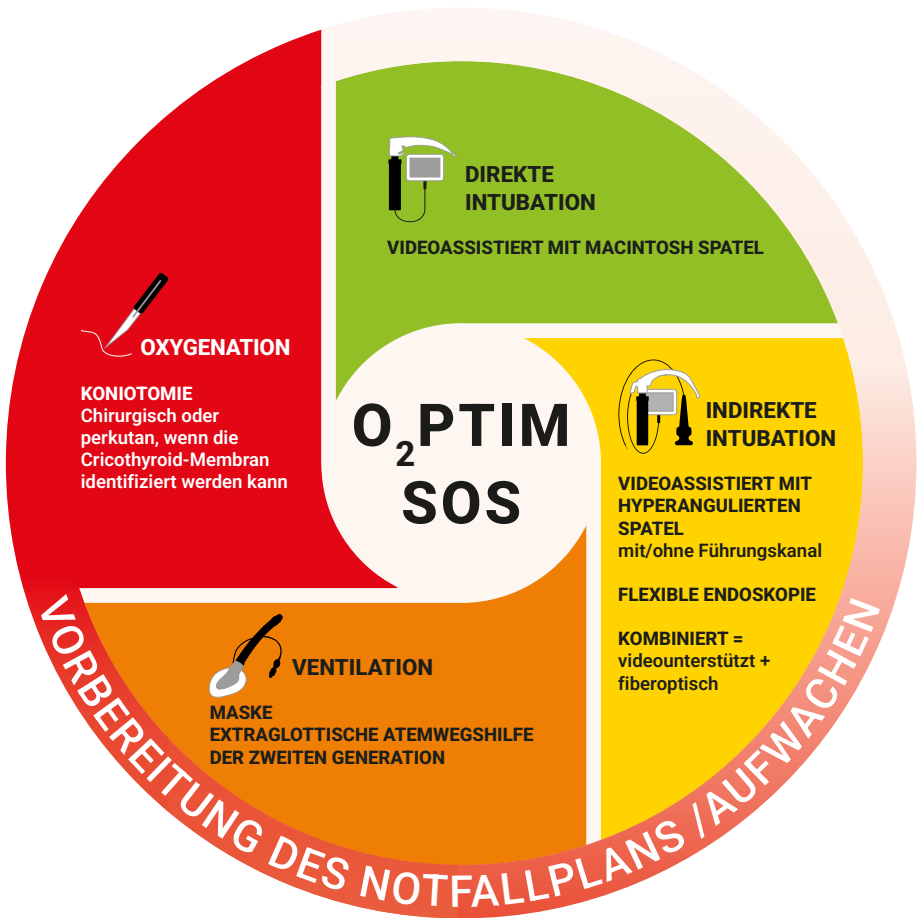 O₂PTIM
SOS
DIREKTE
INTUBATION
VIDEOASSISTIERT MIT MACINTOSH SPATEL
INDIREKTE
INTUBATION
VIDEOASSISTIERT MIT
HYPERANGULIERTEN
SPATEL
mit/ohne Führungskanal
FLEXIBLE ENDOSKOPIE
KOMBINIERT =
videounterstützt +
fiberoptisch
VENTILATION
MASKE
EXTRAGLOTTISCHE ATEMWEGSHILFE
DER ZWEITEN GENERATION
OXYGENATION
KONIOTOMIE
Chirurgisch oder
perkutan, wenn die
Cricothyroid-Membran
identifiziert werden kann
VORBEREITUNG DES NOTFALLPLANS /AUFWACHEN